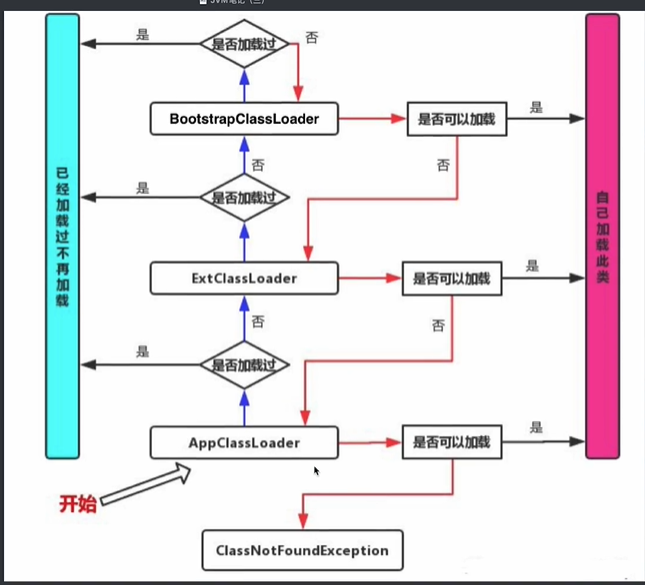 JVM笔记（三）
是否加载过
是
否
BootstrapClassLoader
是否可以加载
是
否
否
是否加载过
是
ExtClassLoader
是否可以加载
是
否
否
是否加载过
是
AppClassLoader
是否可以加载
是
开始
ClassNotFoundException
已经加载过不再加载
自己加载此类